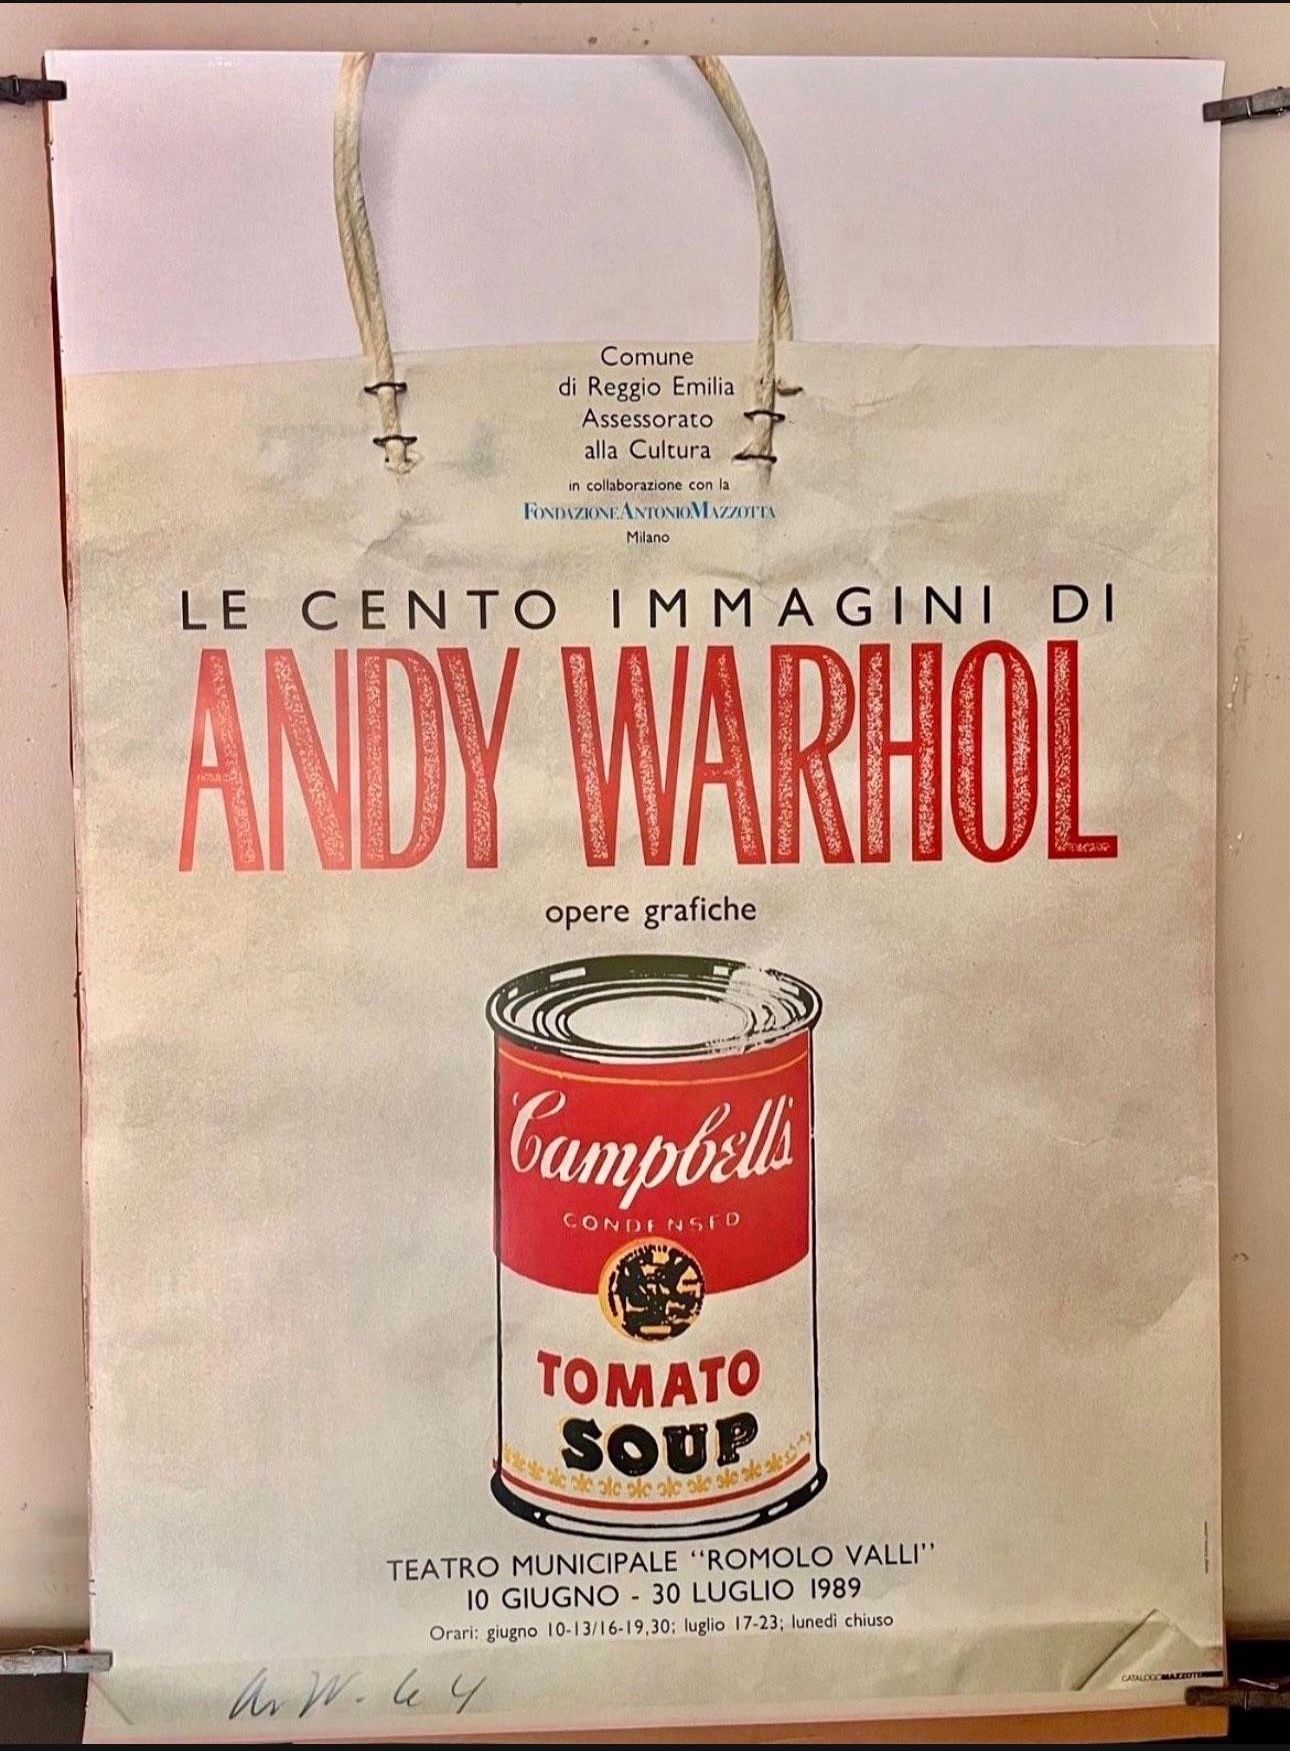 Comune
di Reggio Emilia
Assessorato
alla Cultura
in collaborazione con la
FONDAZIONE ANTONIO MAZZOTTA
Milano
LE CENTO IMMAGINI DI
ANDY WARHOL
opere grafiche
Campbell's
CONDENSED
TOMATO
SOUP
TEATRO MUNICIPALE "ROMOLO VALLI"
10 GIUGNO - 30 LUGLIO 1989
Orari: giugno 10-13/16-19,30; luglio 17-23; lunedì chiuso
CATALOGO MAZZOTTA